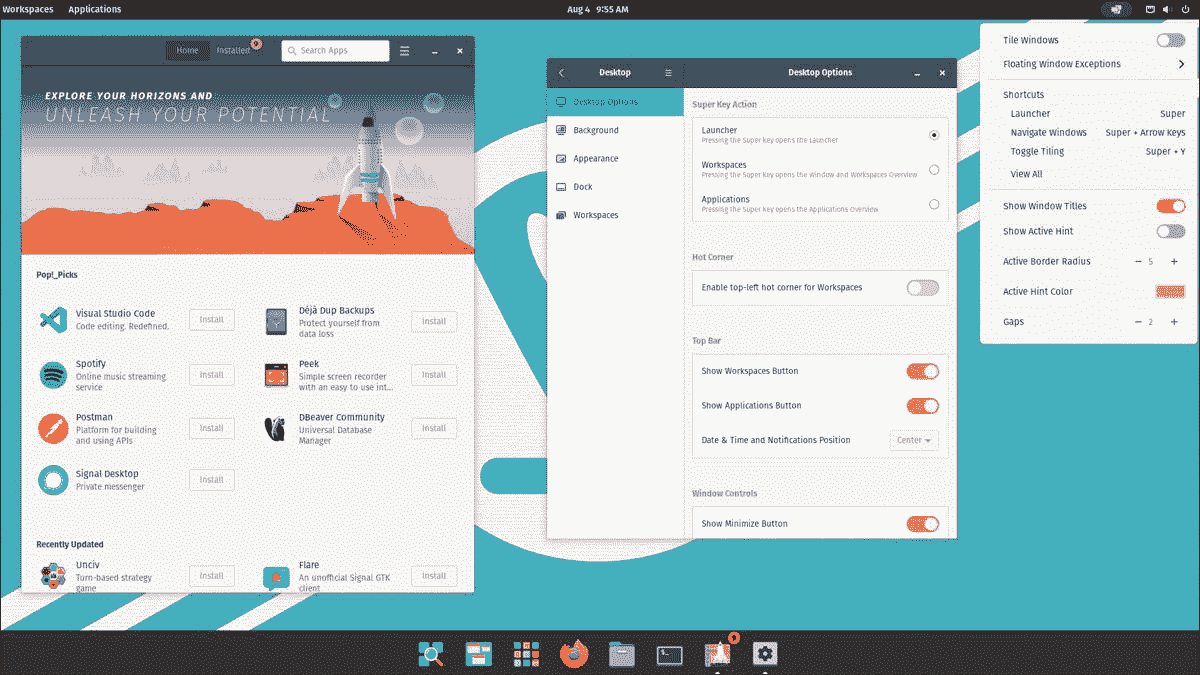 Workspaces Applications
Aug 4 9:55 AM
Home Installed 9
Search Apps
EXPLORE YOUR HORIZONS AND
UNLEASH YOUR POTENTIAL
Pop!_Picks
Visual Studio Code
Code editing. Redefined.
Install
Déjà Dup Backups
Protect yourself from
data loss
Install
Spotify
Online music streaming
service
Install
Peek
Simple screen recorder
with an easy to use int...
Install
Postman
Platform for building
and using APIs
Install
DBeaver Community
Universal Database
Manager
Install
Signal Desktop
Private messenger
Install
Recently Updated
Unciv
Turn-based strategy
game
Install
Flare
An unofficial Signal GTK
client
Install
Desktop
Desktop Options
Desktop Options
Background
Appearance
Dock
Workspaces
Super Key Action
Launcher
Pressing the Super key opens the Launcher
Workspaces
Pressing the Super key opens the Window and Workspaces Overview
Applications
Pressing the Super key opens the Applications Overview
Hot Corner
Enable top-left hot corner for Workspaces
Top Bar
Show Workspaces Button
Show Applications Button
Date & Time and Notifications Position Center
Window Controls
Show Minimize Button
Tile Windows
Floating Window Exceptions
Shortcuts
Launcher Super
Navigate Windows Super + Arrow Keys
Toggle Tiling Super + Y
View All
Show Window Titles
Show Active Hint
Active Border Radius − 5 +
Active Hint Color
Gaps − 2 +
9